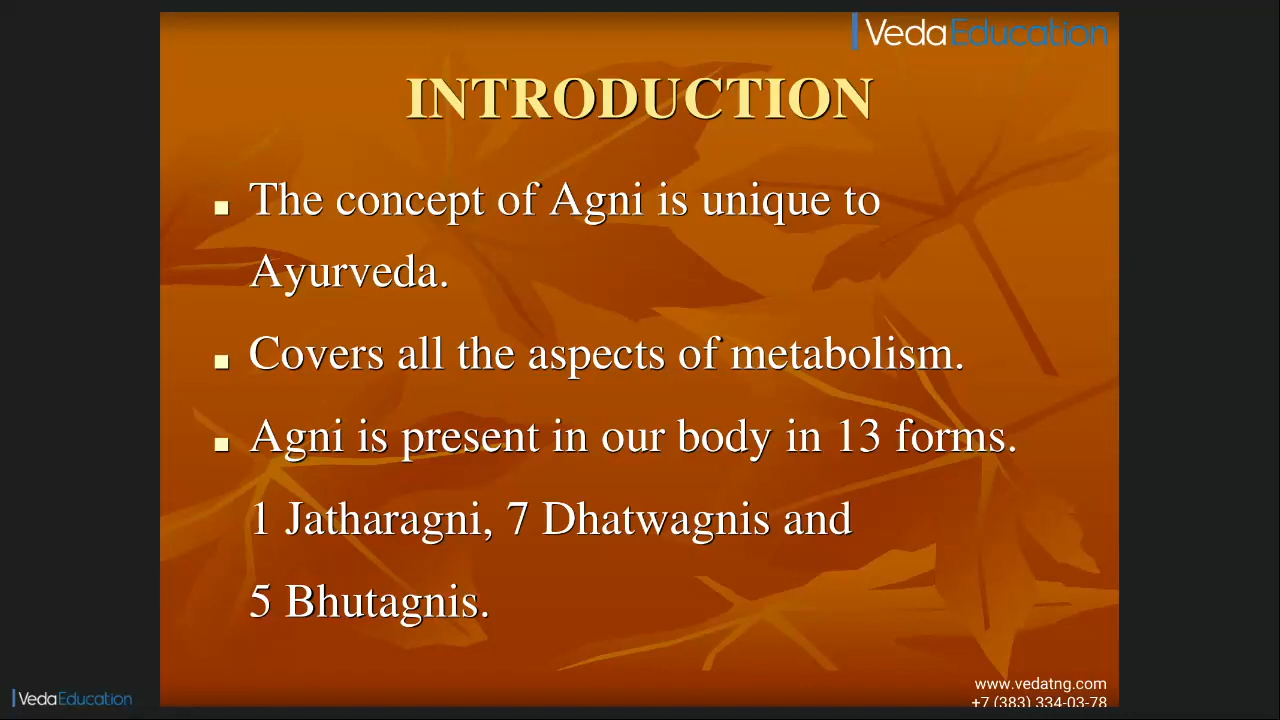 VedaEducation
INTRODUCTION
The concept of Agni is unique to
Ayurveda.
Covers all the aspects of metabolism.
Agni is present in our body in 13 forms.
1 Jatharagni, 7 Dhatwagnis and
5 Bhutagnis.
www.vedatng.com
+7 (383) 334-03-78
VedaEducation